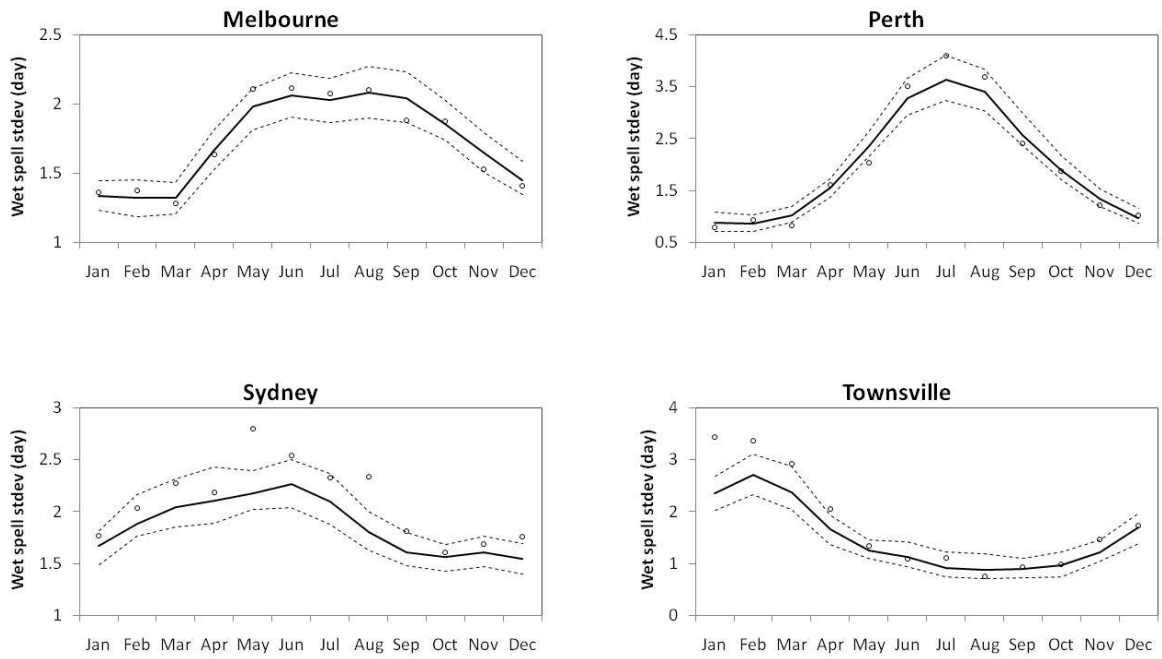 Melbourne
Wet spell stdev (day)
2.5
2
1.5
1
Jan Feb Mar Apr May Jun Jul Aug Sep Oct Nov Dec
Perth
Wet spell stdev (day)
4.5
3.5
2.5
1.5
0.5
Jan Feb Mar Apr May Jun Jul Aug Sep Oct Nov Dec
Sydney
Wet spell stdev (day)
3
2.5
2
1.5
1
Jan Feb Mar Apr May Jun Jul Aug Sep Oct Nov Dec
Townsville
Wet spell stdev (day)
4
3
2
1
0
Jan Feb Mar Apr May Jun Jul Aug Sep Oct Nov Dec